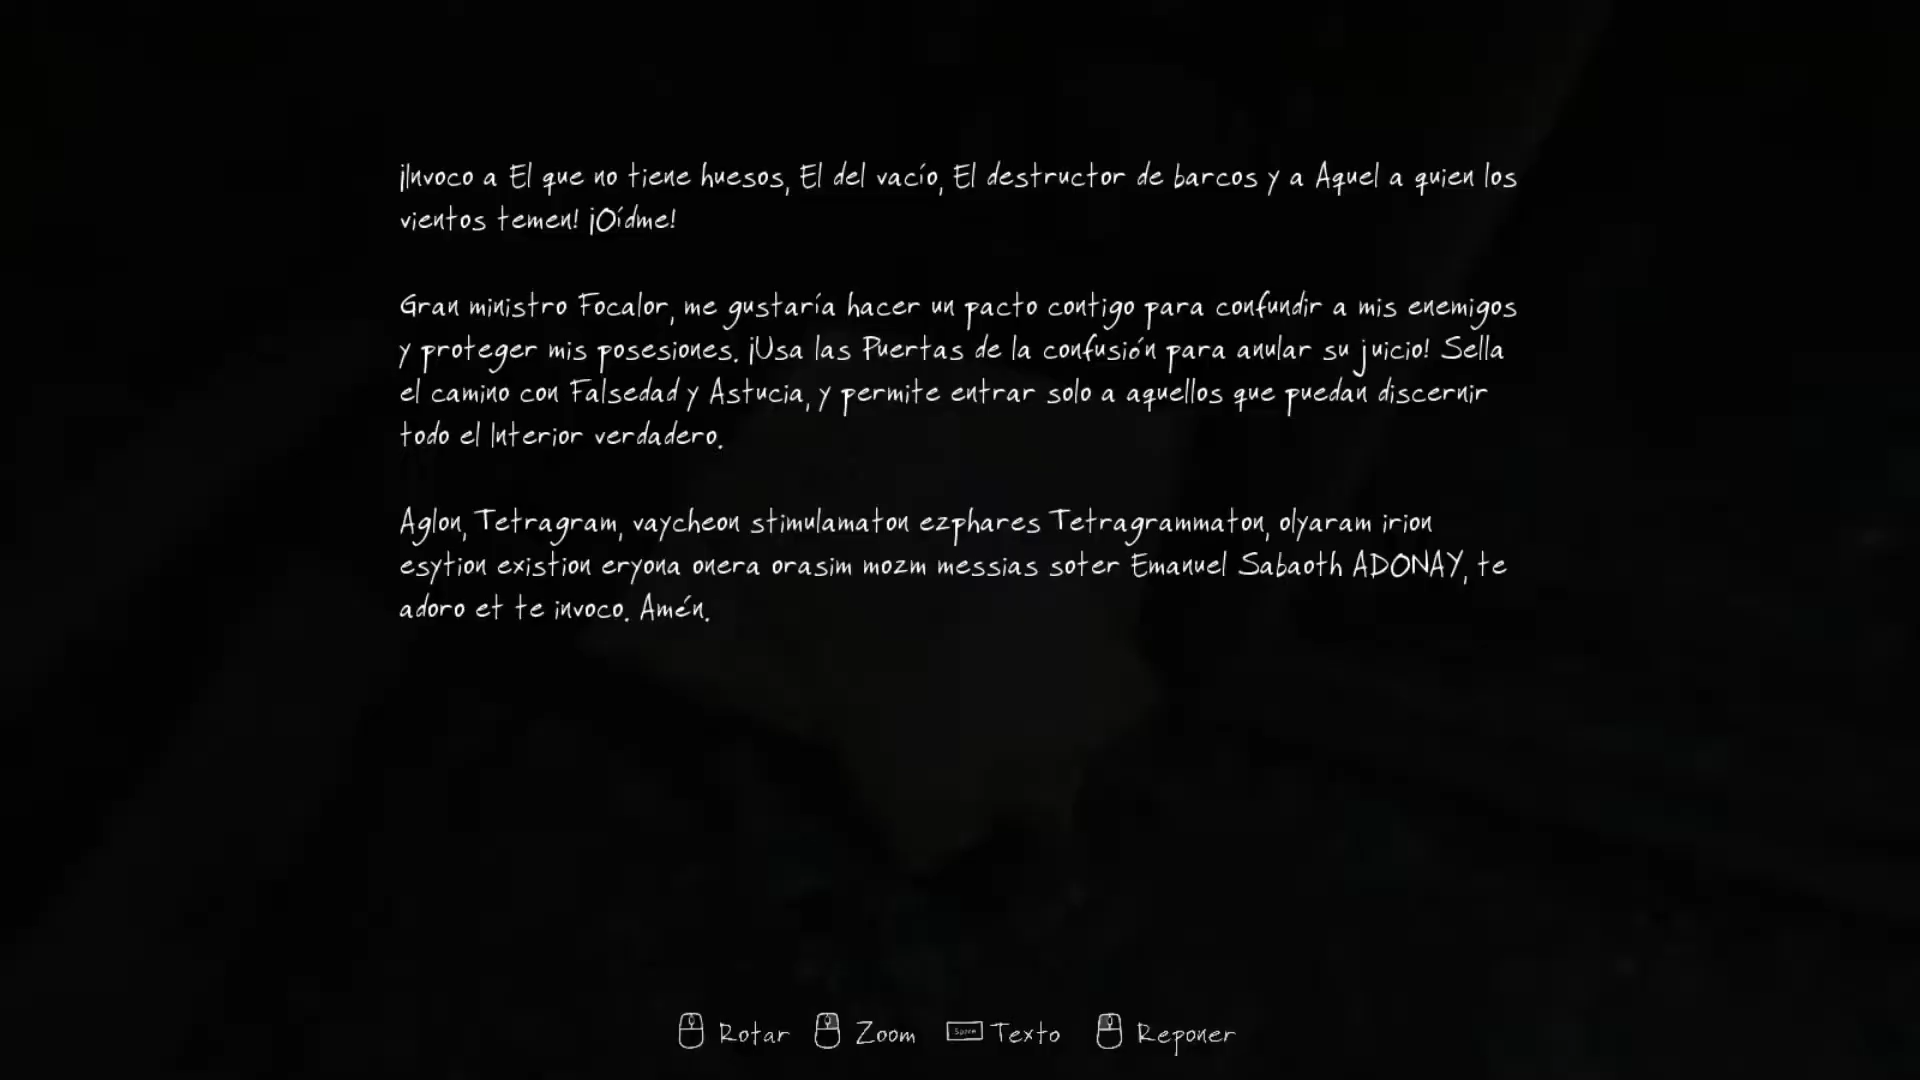 ¡Invoco a El que no tiene huesos, El del vacío, El destructor de barcos y a Aquel a quien los
vientos temen! ¡Oídme!
Gran ministro Focalor, me gustaría hacer un pacto contigo para confundir a mis enemigos
y proteger mis posesiones. ¡Usa las Puertas de la confusión para anular su juicio! Sella
el camino con Falsedad y Astucia, y permite entrar solo a aquellos que puedan discernir
todo el Interior verdadero.
Aglon, Tetragram, vaycheon stimulamaton ezphares Tetragrammaton, olyaram irion
esytion existion eryona onera orasim mozm messias soter Emanuel Sabaoth ADONAY, te
adoro et te invoco. Amén.
Rotar Zoom Space Texto Reponer